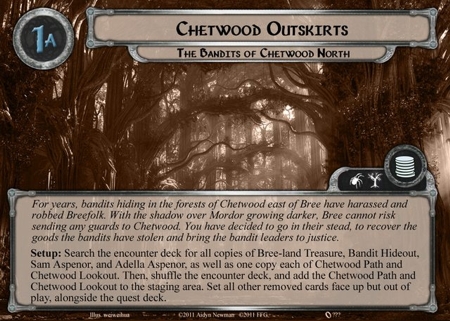 1A
Chetwood Outskirts
The Bandits of Chetwood North
For years, bandits hiding in the forests of Chetwood east of Bree have harassed and
robbed Breefolk. With the shadow over Mordor growing darker, Bree cannot risk
sending any guards to Chetwood. You have decided to go in their stead, to recover the
goods the bandits have stolen and bring the bandit leaders to justice.
Setup: Search the encounter deck for all copies of Bree-land Treasure, Bandit Hideout,
Sam Aspenor, and Adella Aspenor, as well as one copy each of Chetwood Path and
Chetwood Lookout. Then, shuffle the encounter deck, and add the Chetwood Path and
Chetwood Lookout to the staging area. Set all other removed cards face up but out of
play, alongside the quest deck.
Illus. weiweihua ©2011 Aidyn Newman ©2011 FFG. ???